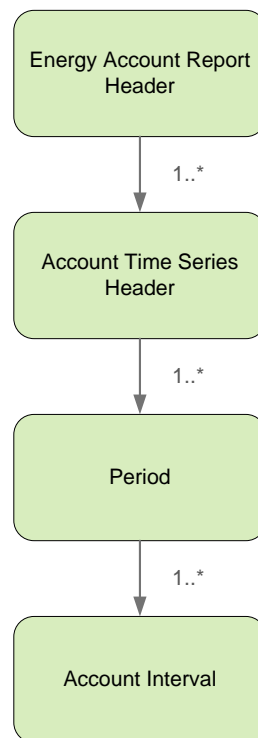 Energy Account Report
Header
1..*
Account Time Series
Header
1..*
Period
1..*
Account Interval